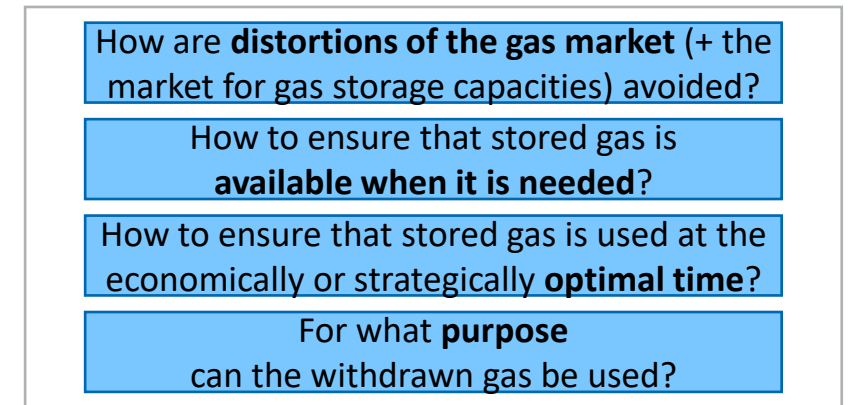 How are distortions of the gas market (+ the
market for gas storage capacities) avoided?
How to ensure that stored gas is
available when it is needed?
How to ensure that stored gas is used at the
economically or strategically optimal time?
For what purpose
can the withdrawn gas be used?